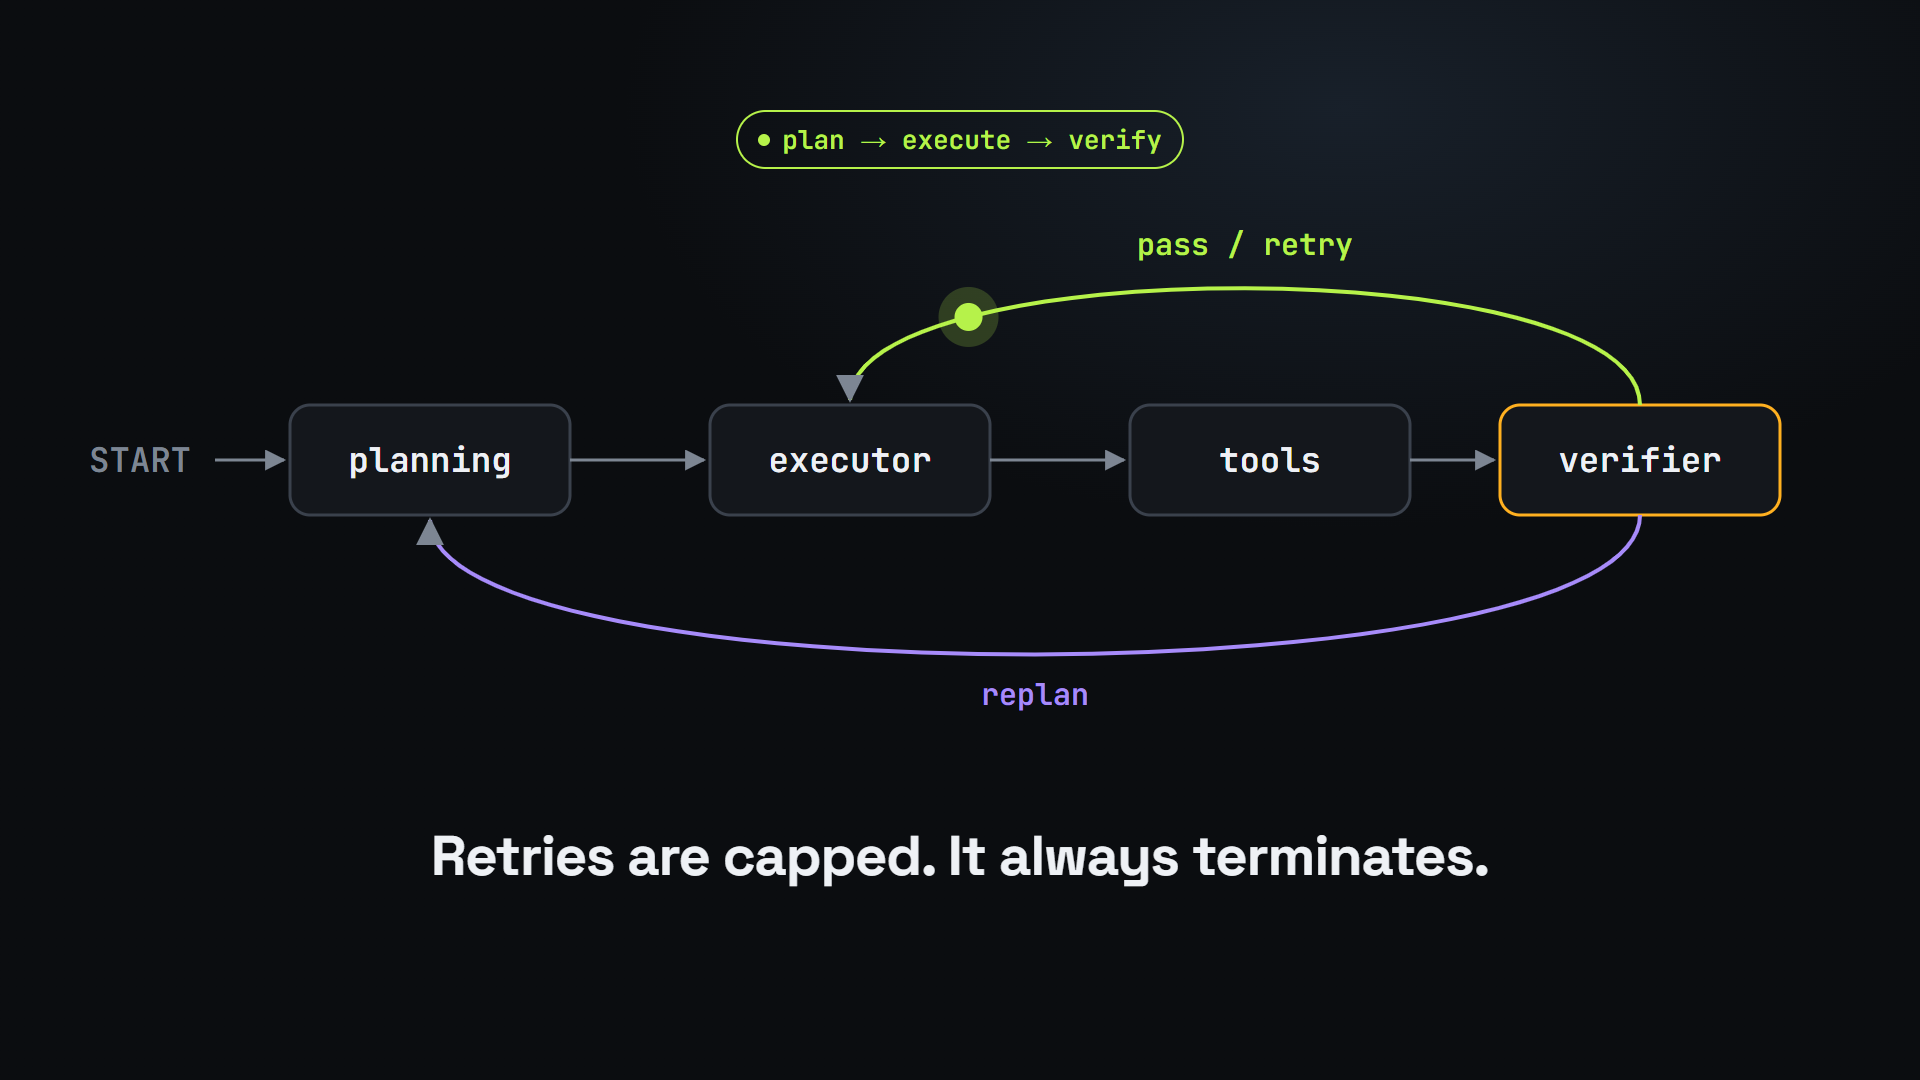 plan → execute → verify
pass / retry
START
planning
executor
tools
verifier
replan
Retries are capped. It always terminates.